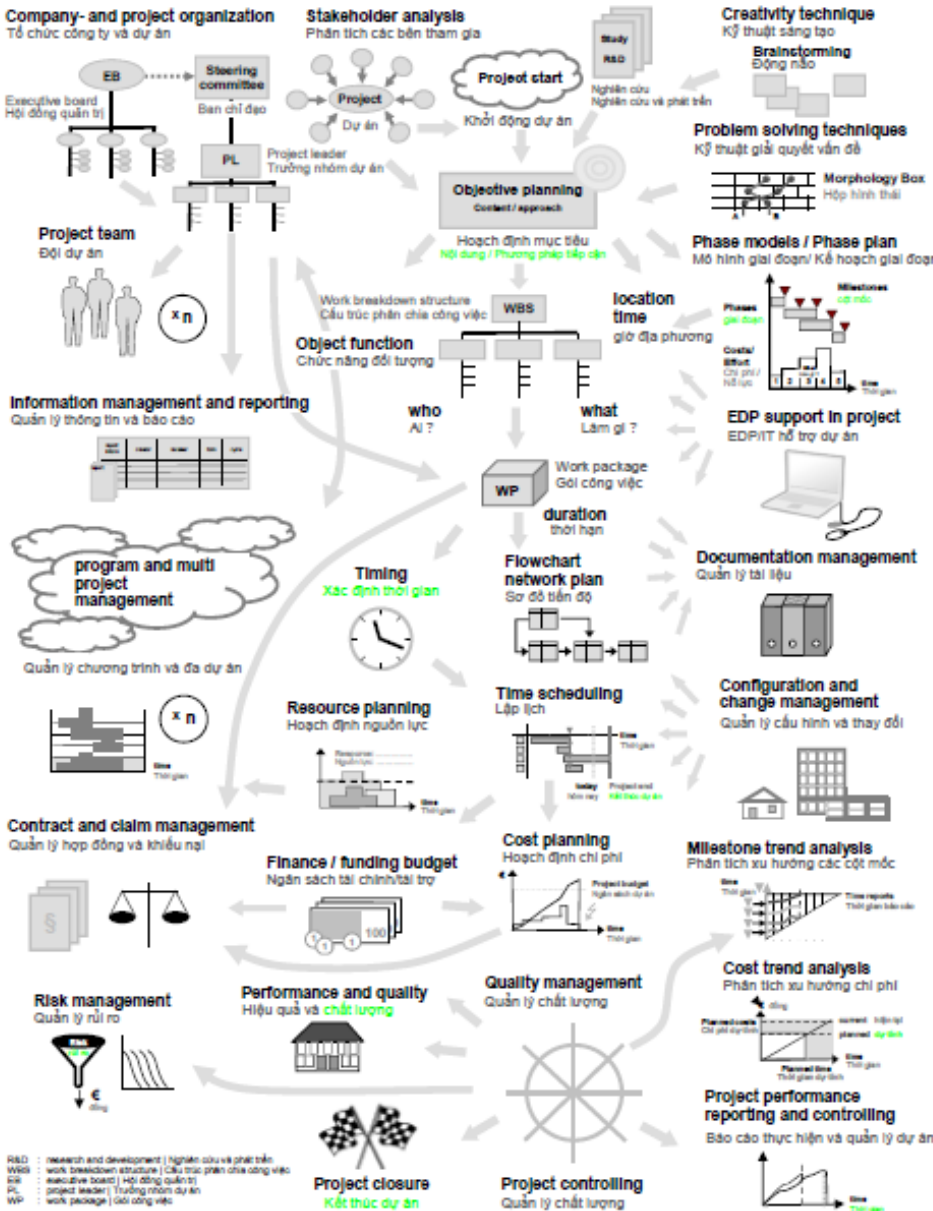 Company- and project organization
Tổ chức công ty và dự án
EB
Steering
committee
Executive board
Hội đồng quản trị
Ban chỉ đạo
PL
Project leader
Trưởng nhóm dự án
Stakeholder analysis
Phân tích các bên tham gia
Project
Dự án
Project start
Khởi động dự án
Study
R&D
Nghiên cứu
Nghiên cứu và phát triển
Creativity technique
Kỹ thuật sáng tạo
Brainstorming
Động não
Problem solving techniques
Kỹ thuật giải quyết vấn đề
Morphology Box
Hộp hình thái
A
B
Objective planning
Content / approach
Hoạch định mục tiêu
Nội dung / Phương pháp tiếp cận
Project team
Đội dự án
x n
Phase models / Phase plan
Mô hình giai đoạn/ Kế hoạch giai đoạn
Milestones
cột mốc
Phases
giai đoạn
Costs/
Effort
Chi phí /
Nỗ lực
1 2 3 4 5
time
Thời gian
Work breakdown structure
Cấu trúc phân chia công việc
WBS
location
time
giờ địa phương
Object function
Chức năng đối tượng
who
Ai ?
what
Làm gì ?
Information management and reporting
Quản lý thông tin và báo cáo
EDP support in project
EDP/IT hỗ trợ dự án
WP
Work package
Gói công việc
duration
thời hạn
program and multi
project
management
Quản lý chương trình và đa dự án
Timing
Xác định thời gian
Flowchart
network plan
Sơ đồ tiến độ
Documentation management
Quản lý tài liệu
x n
time
Thời gian
Resource planning
Hoạch định nguồn lực
Resource
Nguồn lực
time
Thời gian
Time scheduling
Lập lịch
time
Thời gian
today
hôm nay
Project end
Kết thúc dự án
Configuration and
change management
Quản lý cấu hình và thay đổi
Contract and claim management
Quản lý hợp đồng và khiếu nại
§
Finance / funding budget
Ngân sách tài chính/tài trợ
1
1
1
100
Cost planning
Hoạch định chi phí
€
Project budget
Ngân sách dự án
time
Thời gian
Milestone trend analysis
Phân tích xu hướng các cột mốc
time
Thời gian
Time reports
Thời gian báo cáo
Cost trend analysis
Phân tích xu hướng chi phí
đồng
Planned costs
Chi phí dự tính
current hiện tại
planned dự tính
time
Thời gian
Planned time
Thời gian dự tính
Risk management
Quản lý rủi ro
Risk
€
đồng
Performance and quality
Hiệu quả và chất lượng
Quality management
Quản lý chất lượng
Project performance
reporting and controlling
Báo cáo thực hiện và quản lý dự án
time
Thời gian
Project closure
Kết thúc dự án
Project controlling
Quản lý chất lượng
R&D : research and development | Nghiên cứu và phát triển
WBS : work breakdown structure | Cấu trúc phân chia công việc
EB : executive board | Hội đồng quản trị
PL : project leader | Trưởng nhóm dự án
WP : work package | Gói công việc